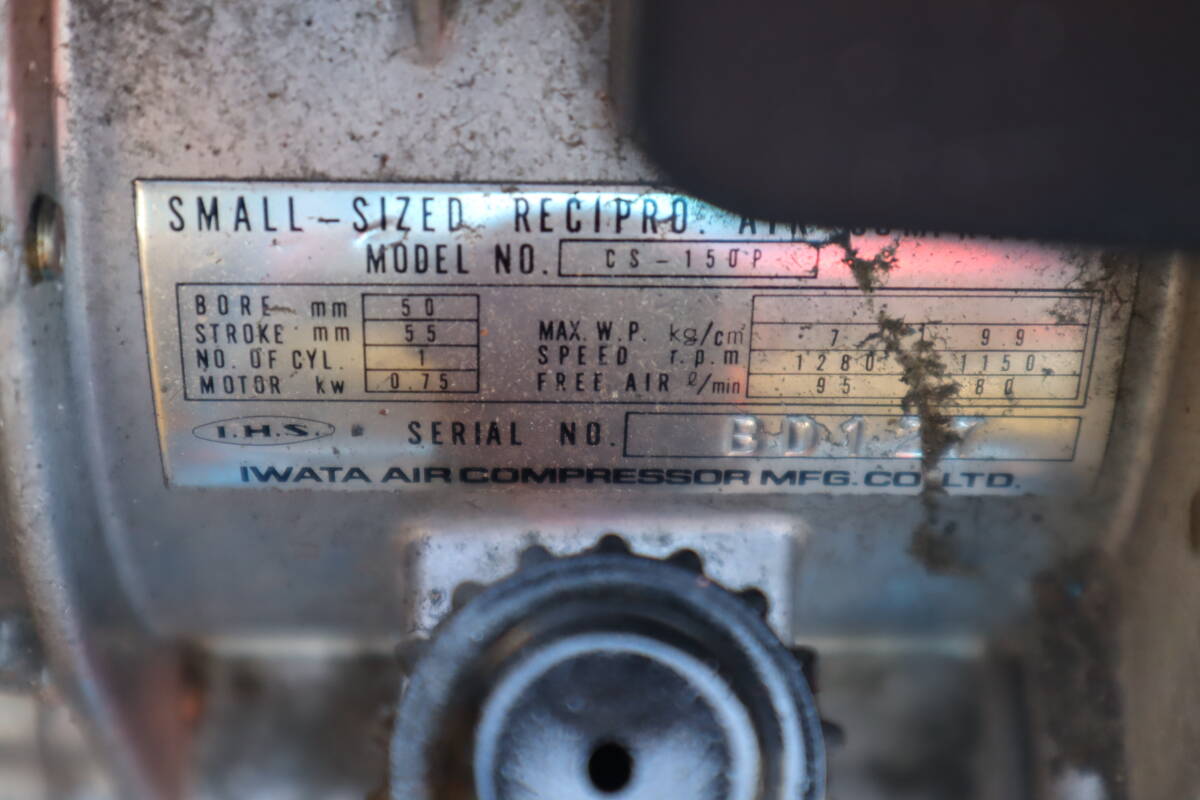 SMALL-SIZED RECIPRO. AIR
MODEL NO. CS-150P
BORE mm 50
STROKE mm 55
NO. OF CYL. 1
MOTOR kw 0.75
MAX. W.P. kg/cm² 7 9.9
SPEED r.p.m 1280 1150
FREE AIR ℓ/min 95 80
I.H.S. SERIAL NO.
IWATA AIR COMPRESSOR MFG. CO. LTD.